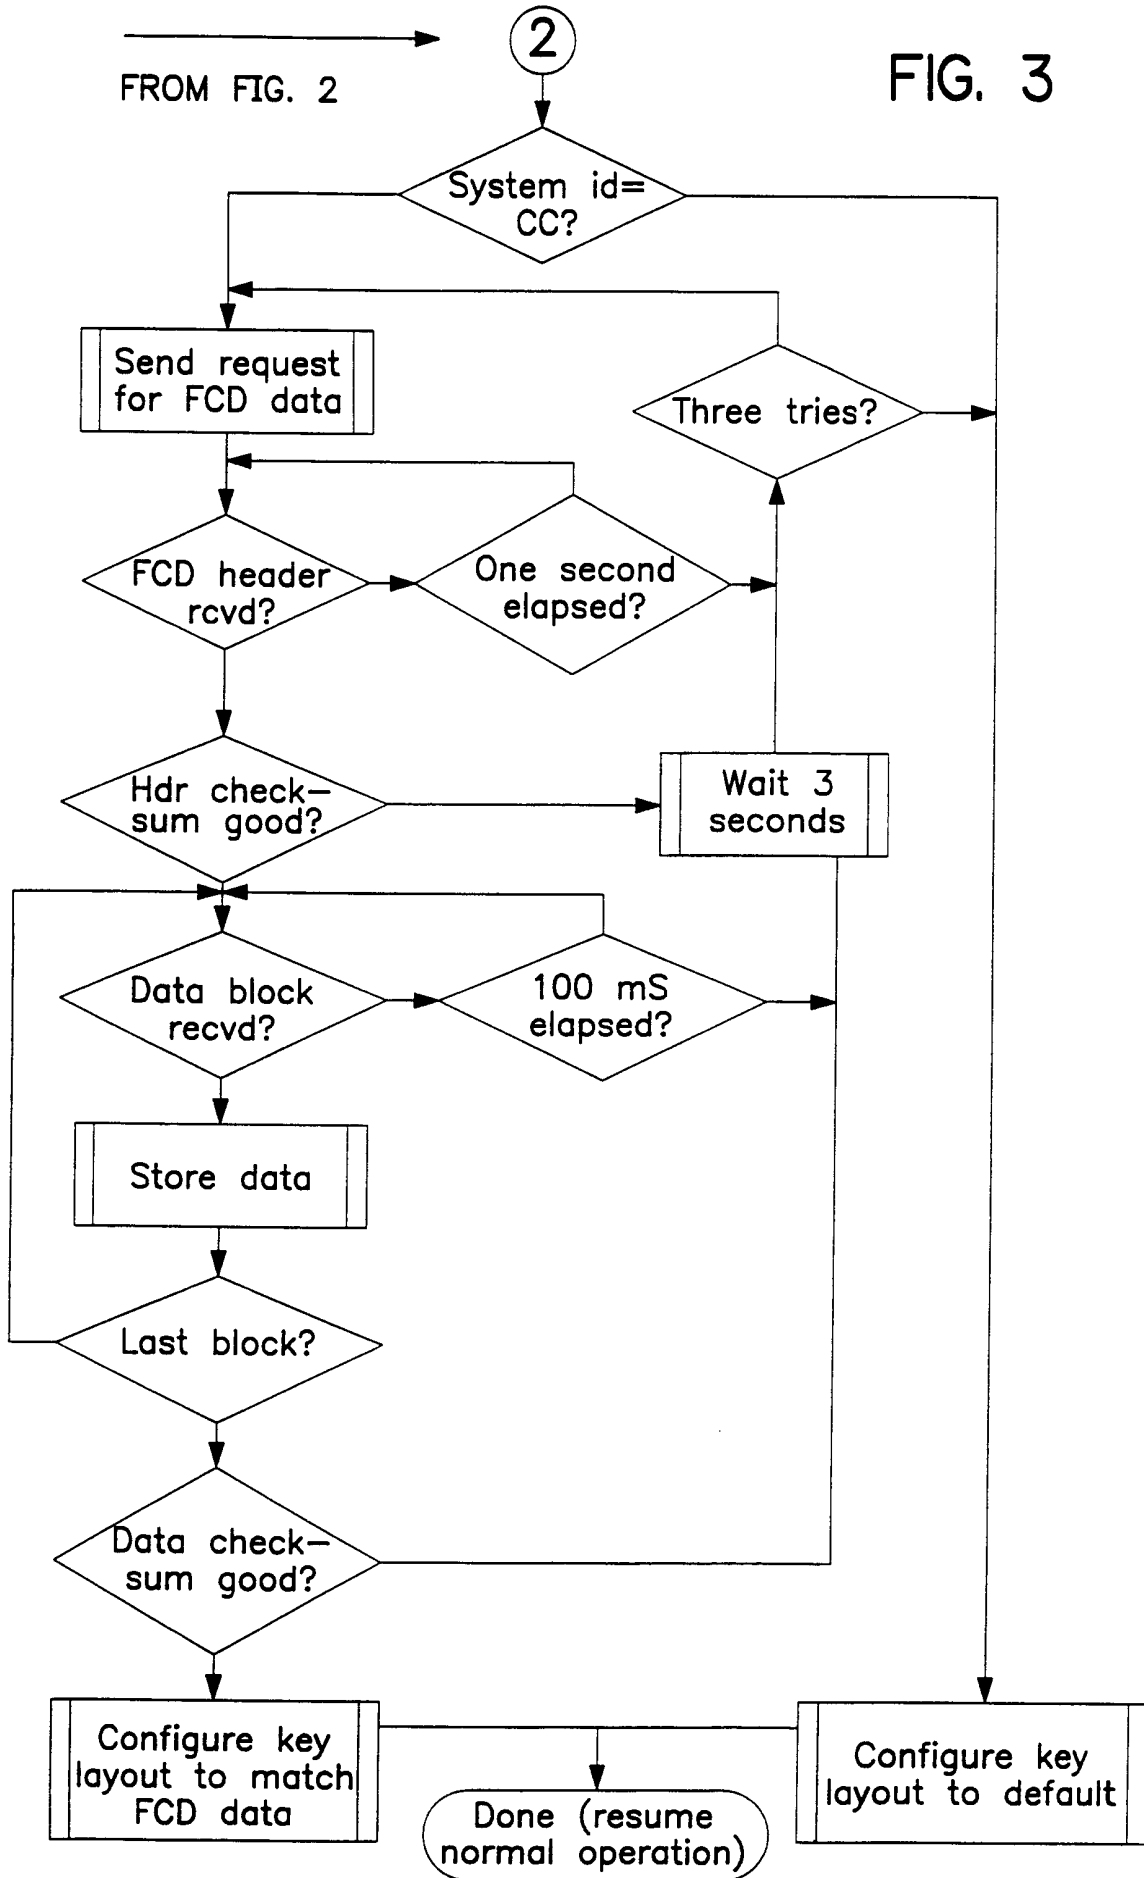 2
FROM FIG. 2
FIG. 3
System id=
CC?
Send request
for FCD data
Three tries?
FCD header
rcvd?
One second
elapsed?
Hdr check-
sum good?
Wait 3
seconds
Data block
recvd?
100 mS
elapsed?
Store data
Last block?
Data check-
sum good?
Configure key
layout to match
FCD data
Done (resume
normal operation)
Configure key
layout to default